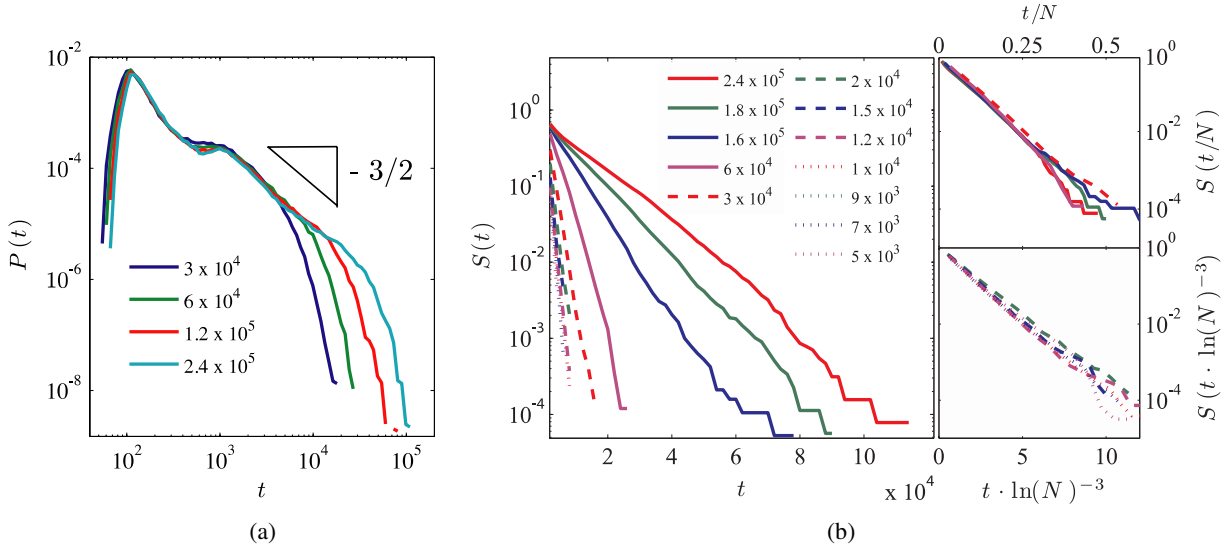 10^-2
10^-4
10^-6
10^-8
P (t)
- 3/2
3 x 10^4
6 x 10^4
1.2 x 10^5
2.4 x 10^5
10^2
10^3
10^4
10^5
t
(a)
10^0
10^-1
10^-2
10^-3
10^-4
S(t)
2.4 x 10^5
1.8 x 10^5
1.6 x 10^5
6 x 10^4
3 x 10^4
2 x 10^4
1.5 x 10^4
1.2 x 10^4
1 x 10^4
9 x 10^3
7 x 10^3
5 x 10^3
2
4
6
8
10
t
x 10^4
t/N
0
0.25
0.5
10^0
10^-2
10^-4
S (t/N)
10^0
10^-2
10^-4
S (t · ln(N )^-3)
0
5
10
t · ln(N )^-3
(b)